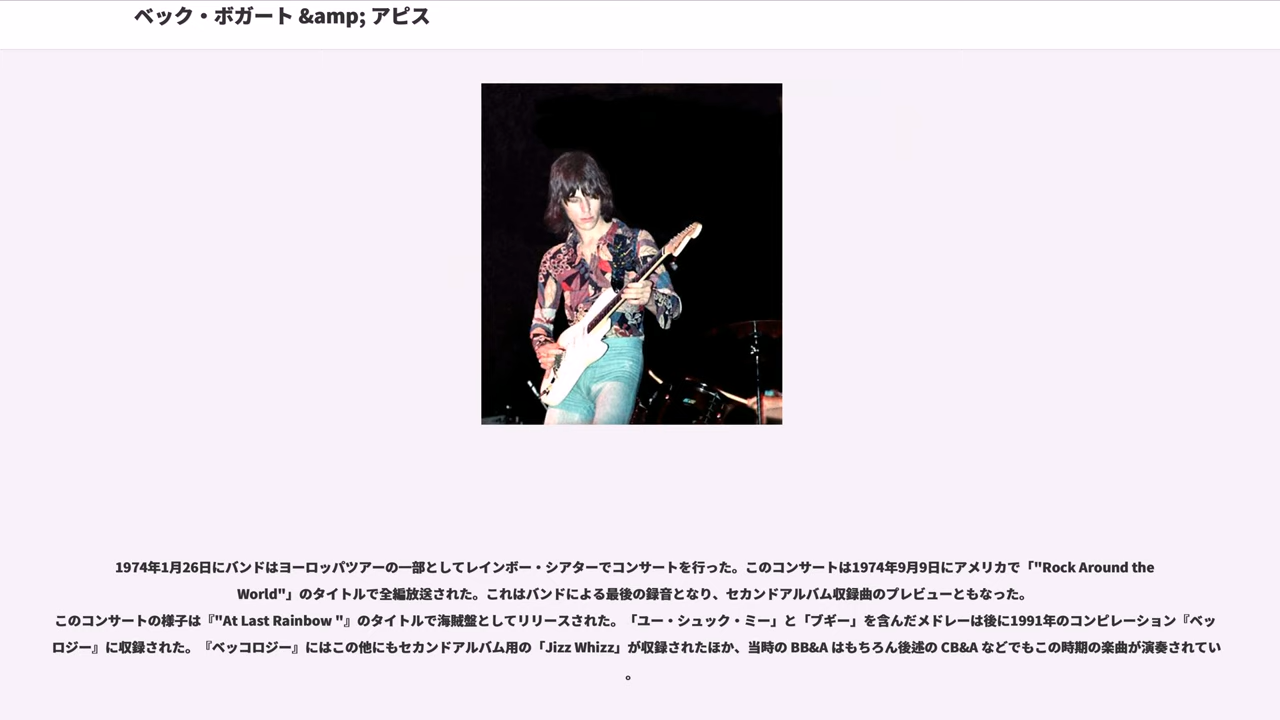 ベック・ボガート &amp; アピス
1974年1月26日にバンドはヨーロッパツアーの一部としてレインボー・シアターでコンサートを行った。このコンサートは1974年9月9日にアメリカで「"Rock Around the
World"」のタイトルで全編放送された。これはバンドによる最後の録音となり、セカンドアルバム収録曲のプレビューともなった。
このコンサートの様子は『"At Last Rainbow "』のタイトルで海賊盤としてリリースされた。「ユー・シュック・ミー」と「ブギー」を含んだメドレーは後に1991年のコンピレーション『ベッ
ロジー』に収録された。『ベッコロジー』にはこの他にもセカンドアルバム用の「Jizz Whizz」が収録されたほか、当時の BB&A はもちろん後述の CB&A などでもこの時期の楽曲が演奏されてい
。